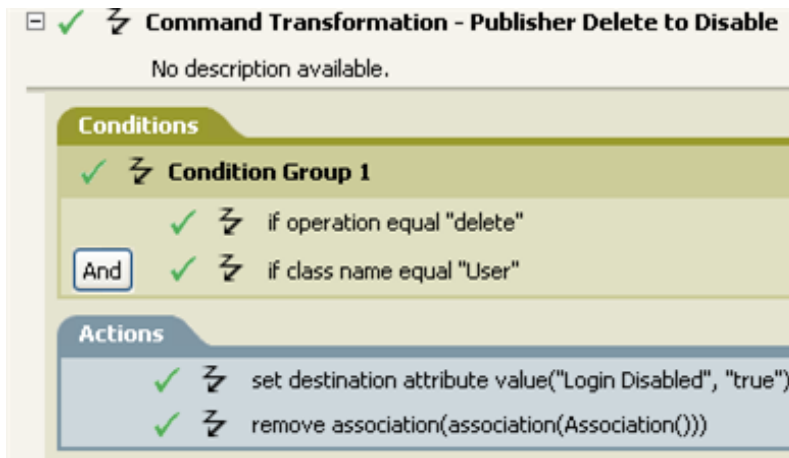 Command Transformation - Publisher Delete to Disable
No description available.
Conditions
Condition Group 1
if operation equal "delete"
And if class name equal "User"
Actions
set destination attribute value("Login Disabled", "true")
remove association(association(Association()))